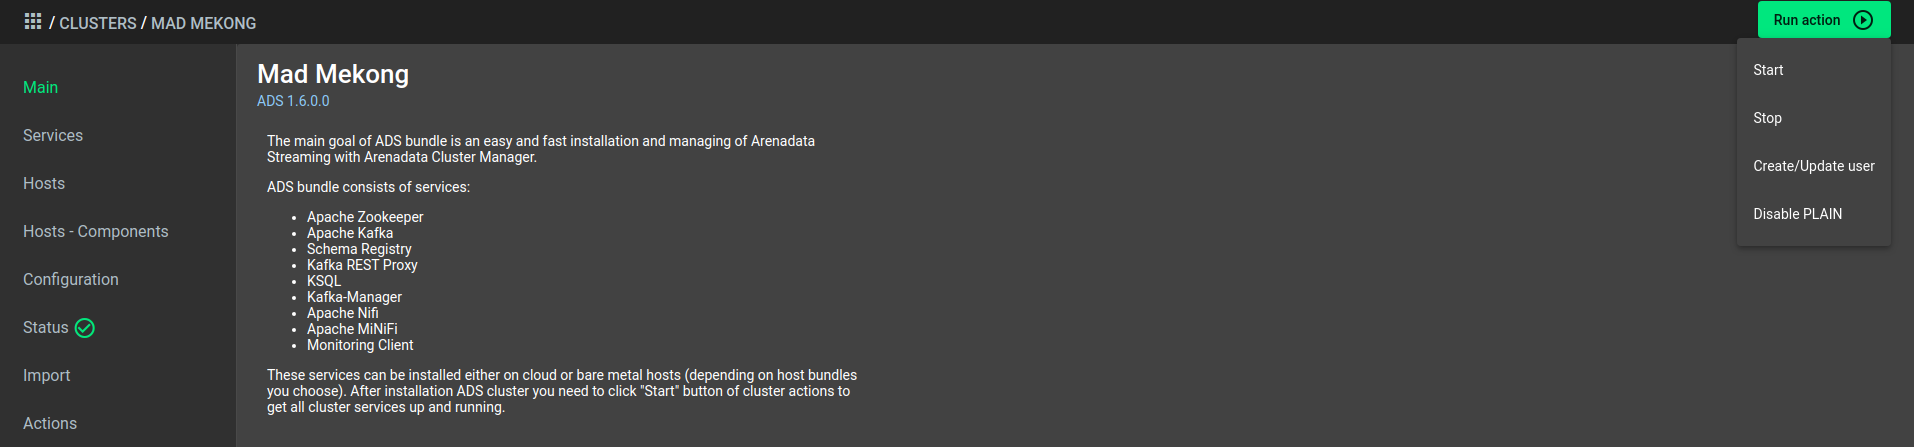 / CLUSTERS / MAD MEKONG
Run action
Main
Services
Hosts
Hosts - Components
Configuration
Status
Import
Actions
Mad Mekong
ADS 1.6.0.0
The main goal of ADS bundle is an easy and fast installation and managing of Arenadata
Streaming with Arenadata Cluster Manager.
ADS bundle consists of services:
• Apache Zookeeper
• Apache Kafka
• Schema Registry
• Kafka REST Proxy
• KSQL
• Kafka-Manager
• Apache Nifi
• Apache MiNiFi
• Monitoring Client
These services can be installed either on cloud or bare metal hosts (depending on host bundles
you choose). After installation ADS cluster you need to click "Start" button of cluster actions to
get all cluster services up and running.
Start
Stop
Create/Update user
Disable PLAIN